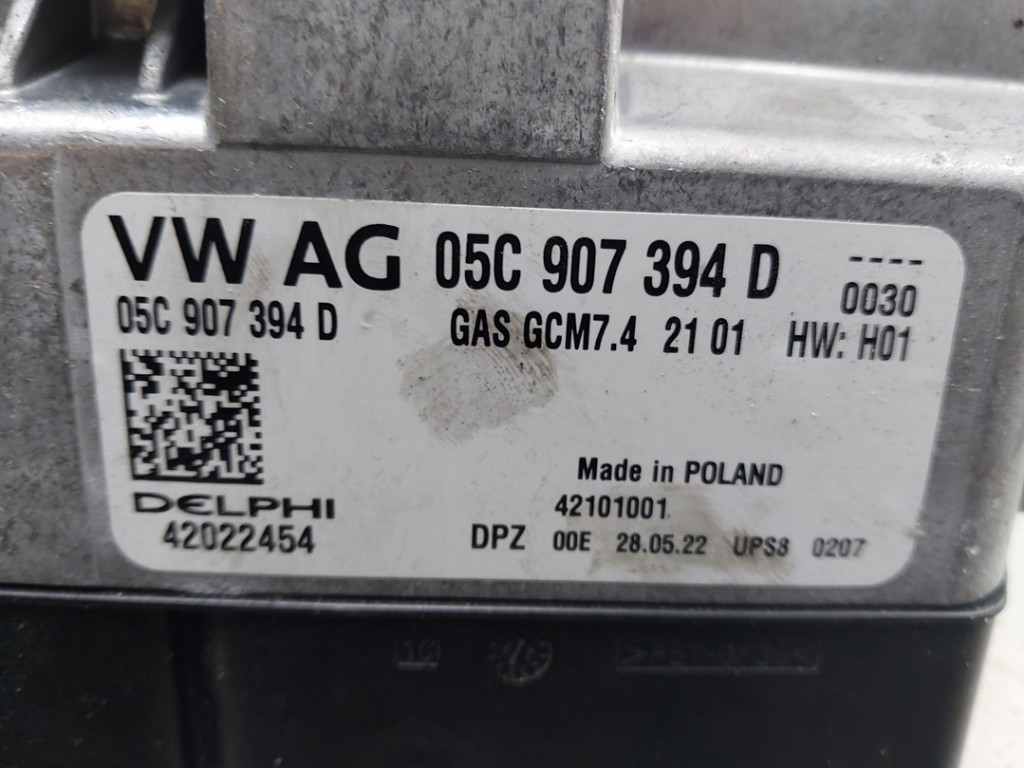 VW AG 05C 907 394 D ----
0030
05C 907 394 D GAS GCM7.4 21 01 HW: H01
DELPHI
42022454
Made in POLAND
42101001
DPZ 00E 28.05.22 UPS8 0207
10